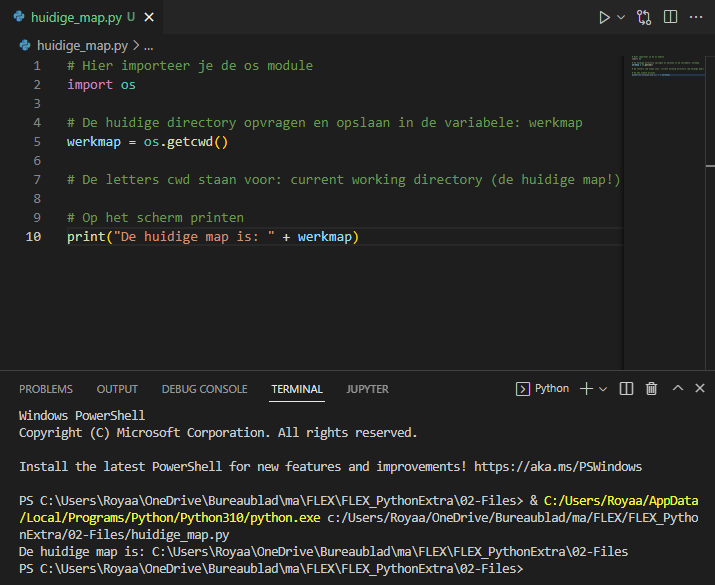 huidige_map.py U
huidige_map.py > ...
1 # Hier importeer je de os module
2 import os
3
4 # De huidige directory opvragen en opslaan in de variabele: werkmap
5 werkmap = os.getcwd()
6
7 # De letters cwd staan voor: current working directory (de huidige map!)
8
9 # Op het scherm printen
10 print("De huidige map is: " + werkmap)
PROBLEMS OUTPUT DEBUG CONSOLE TERMINAL JUPYTER Python
Windows PowerShell
Copyright (C) Microsoft Corporation. All rights reserved.
Install the latest PowerShell for new features and improvements! https://aka.ms/PSWindows
PS C:\Users\Royaa\OneDrive\Bureaublad\ma\FLEX\FLEX_PythonExtra\02-Files> & C:/Users/Royaa/AppData
/Local/Programs/Python/Python310/python.exe c:/Users/Royaa/OneDrive/Bureaublad/ma/FLEX/FLEX_Pytho
nExtra/02-Files/huidige_map.py
De huidige map is: C:\Users\Royaa\OneDrive\Bureaublad\ma\FLEX\FLEX_PythonExtra\02-Files
PS C:\Users\Royaa\OneDrive\Bureaublad\ma\FLEX\FLEX_PythonExtra\02-Files>